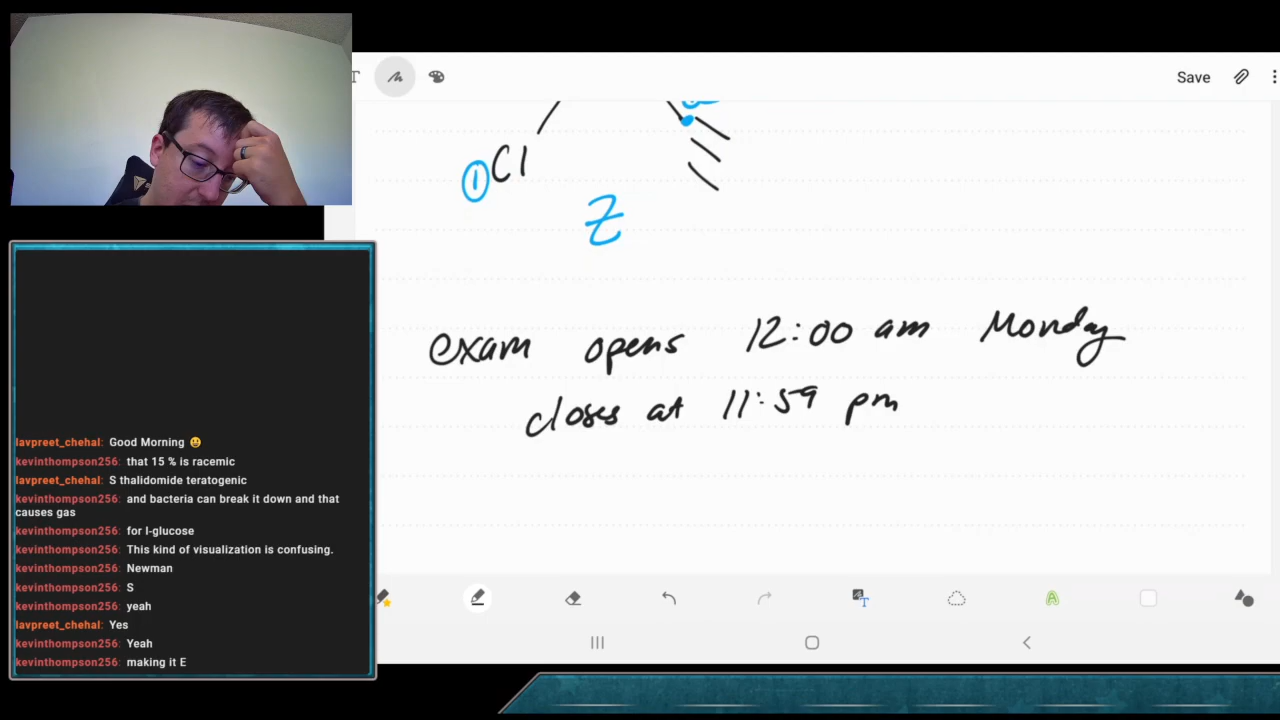 T
Save
① Cl
Z
exam opens 12:00 am Monday
closes at 11:59 pm
lavpreet_chehal: Good Morning 😀
kevinthompson256: that 15 % is racemic
lavpreet_chehal: S thalidomide teratogenic
kevinthompson256: and bacteria can break it down and that
causes gas
kevinthompson256: for l-glucose
kevinthompson256: This kind of visualization is confusing.
kevinthompson256: Newman
kevinthompson256: S
kevinthompson256: yeah
lavpreet_chehal: Yes
kevinthompson256: Yeah
kevinthompson256: making it E
T
A